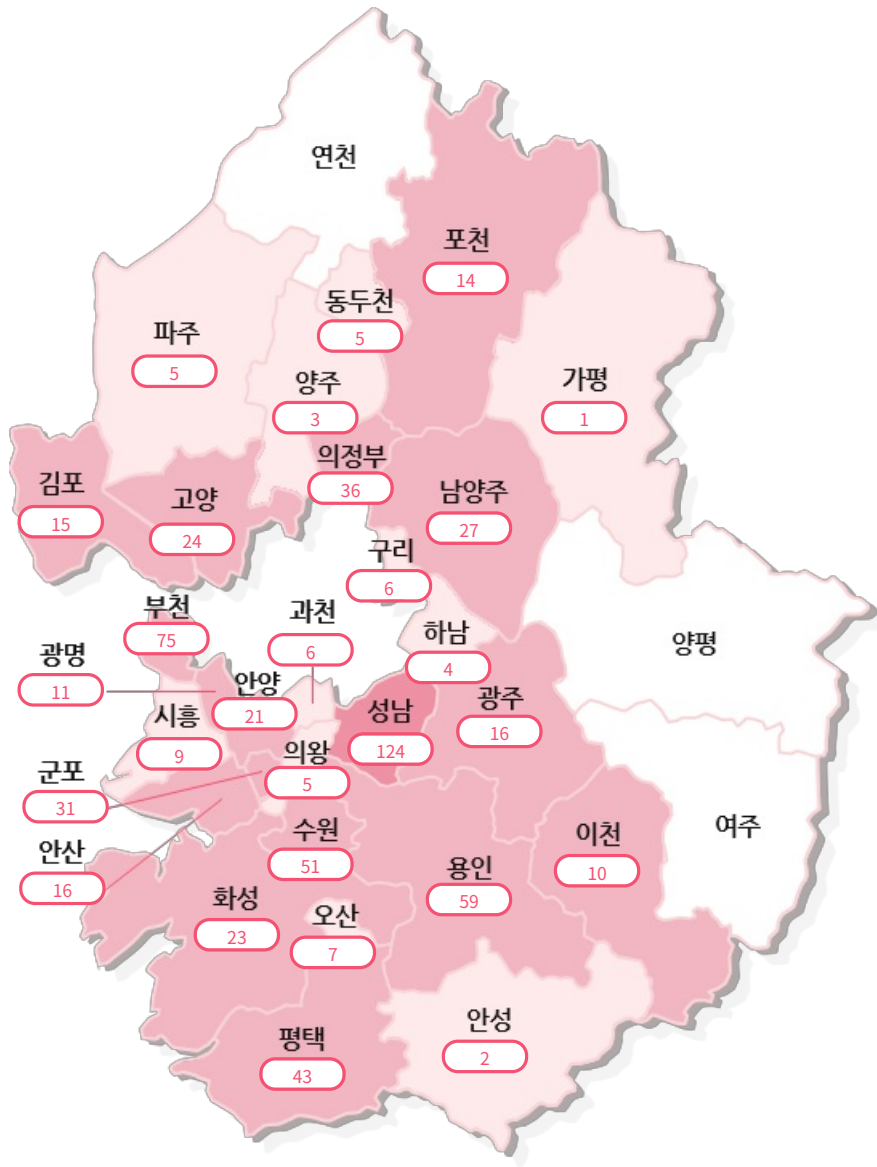 연천
포천
14
동두천
5
파주
5
양주
3
가평
1
의정부
36
김포
15
고양
24
남양주
27
구리
6
부천
75
과천
6
하남
4
양평
광명
11
안양
21
시흥
9
성남
124
광주
16
의왕
5
군포
31
수원
51
이천
10
여주
안산
16
화성
23
용인
59
오산
7
안성
2
평택
43